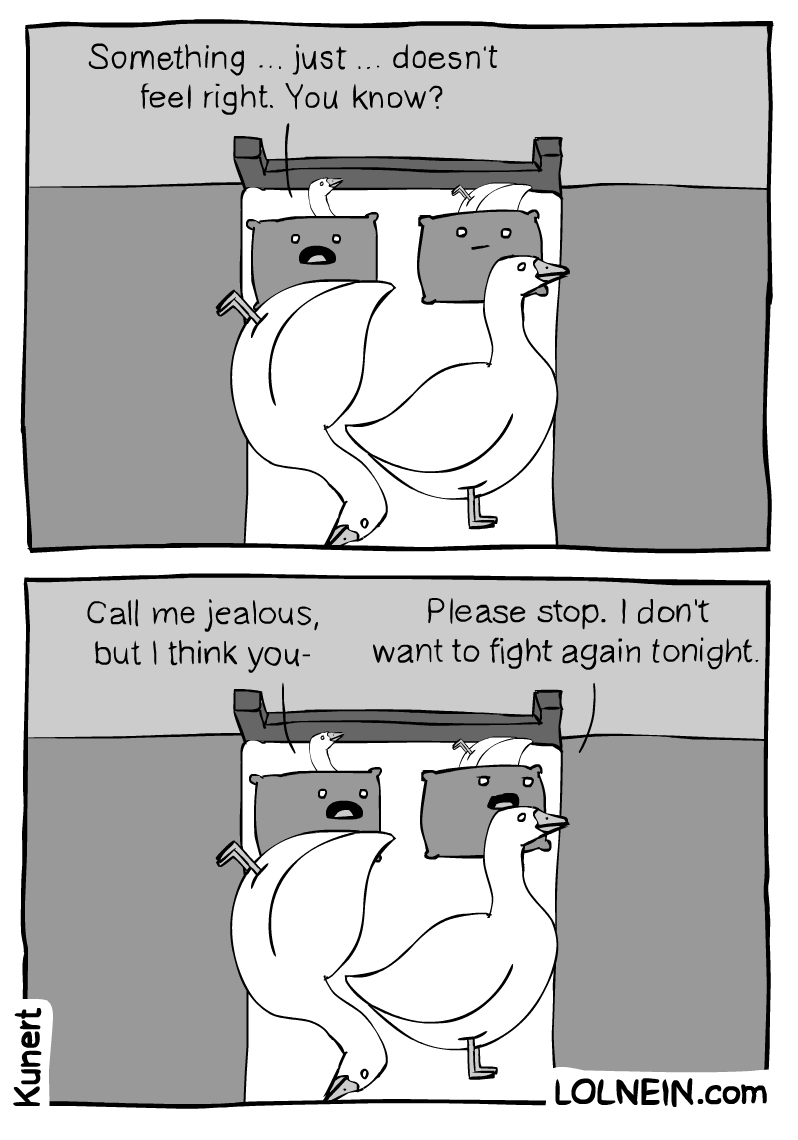 Something ... just ... doesn't
feel right. You know?
Call me jealous,
but I think you-
Please stop. I don't
want to fight again tonight.
Kunert
LOLNEIN.com